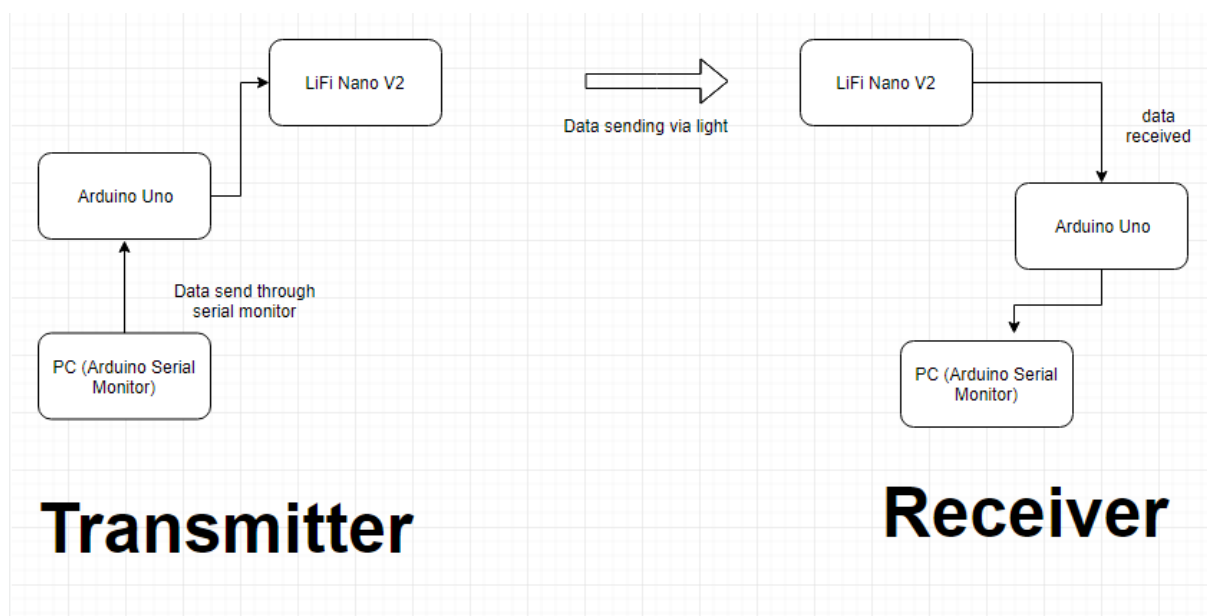 LiFi Nano V2
LiFi Nano V2
Data sending via light
data
received
Arduino Uno
Arduino Uno
Data send through
serial monitor
PC (Arduino Serial
Monitor)
PC (Arduino Serial
Monitor)
Transmitter
Receiver